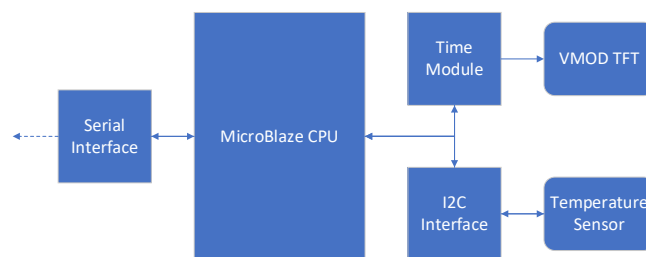 Serial
Interface
MicroBlaze CPU
Time
Module
VMOD TFT
I2C
Interface
Temperature
Sensor